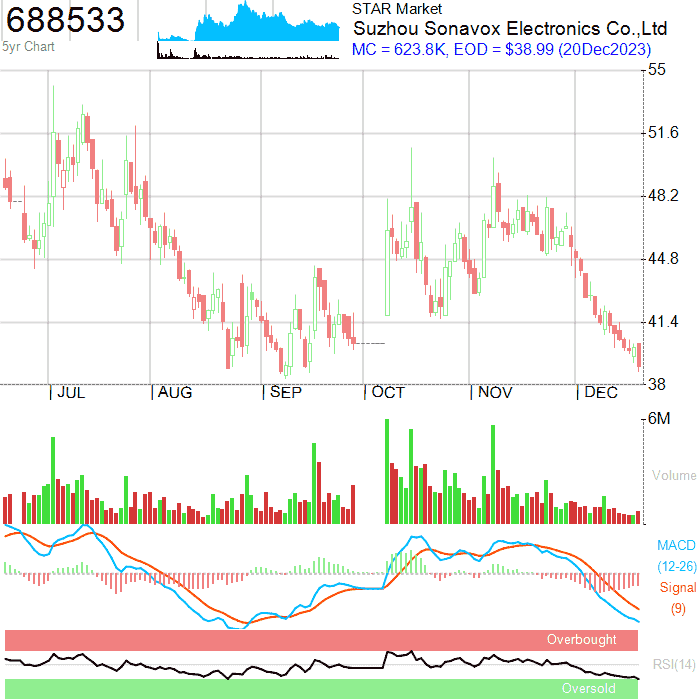 688533
5yr Chart
STAR Market
Suzhou Sonavox Electronics Co.,Ltd
MC = 623.8K, EOD = $38.99 (20Dec2023)
55
51.6
48.2
44.8
41.4
38
JUL AUG SEP OCT NOV DEC
6M
Volume
MACD
(12-26)
Signal
(9)
Overbought
RSI(14)
Oversold